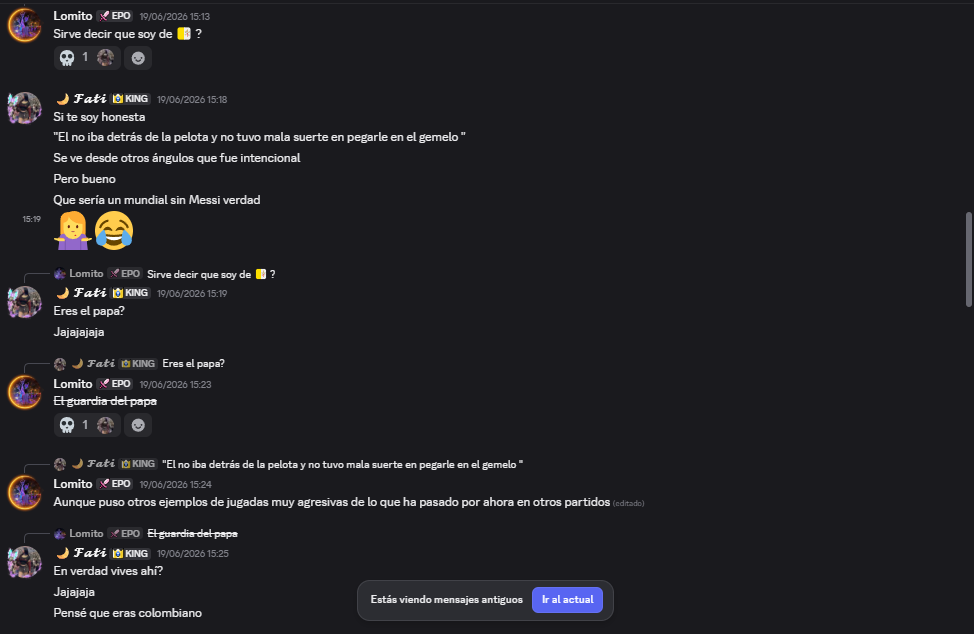 Lomito EPO 19/06/2026 15:13
Sirve decir que soy de 🇻🇦 ?
💀 1
🌙 𝓕𝓪𝓽𝓲 KING 19/06/2026 15:18
Si te soy honesta
"El no iba detrás de la pelota y no tuvo mala suerte en pegarle en el gemelo "
Se ve desde otros ángulos que fue intencional
Pero bueno
Que sería un mundial sin Messi verdad
15:19 🤷‍♀️😂
Lomito EPO Sirve decir que soy de 🇻🇦 ?
🌙 𝓕𝓪𝓽𝓲 KING 19/06/2026 15:19
Eres el papa?
Jajajajaja
🌙 𝓕𝓪𝓽𝓲 KING Eres el papa?
Lomito EPO 19/06/2026 15:23
El guardia del papa
💀 1
🌙 𝓕𝓪𝓽𝓲 KING "El no iba detrás de la pelota y no tuvo mala suerte en pegarle en el gemelo "
Lomito EPO 19/06/2026 15:24
Aunque puso otros ejemplos de jugadas muy agresivas de lo que ha pasado por ahora en otros partidos (editado)
Lomito EPO El guardia del papa
🌙 𝓕𝓪𝓽𝓲 KING 19/06/2026 15:25
En verdad vives ahí?
Jajajaja
Pensé que eras colombiano
Estás viendo mensajes antiguos Ir al actual